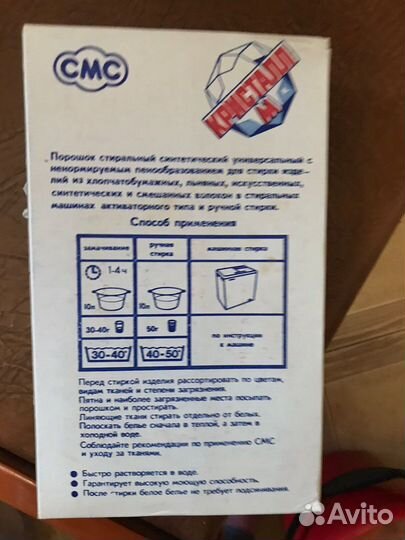 СМС
КРИСТАЛЛ
М
Порошок стиральный синтетический универсальный с
ненормируемым пенообразованием для стирки изде-
лий из хлопчатобумажных, льняных, искусственных,
синтетических и смешанных волокон в стиральных
машинах активаторного типа и ручной стирки.
Способ применения
замачивание ручная стирка машинная стирка
1-4 ч
10л 10л
30-40г 50г по инструкции к машине
30-40° 40-50°
Перед стиркой изделия рассортировать по цветам,
видам тканей и степени загрязнения.
Пятна и наиболее загрязненные места посыпать
порошком и простирать.
Линяющие ткани стирать отдельно от белых.
Полоскать белье сначала в теплой, а затем в
холодной воде.
Соблюдайте рекомендации по применению СМС
и уходу за тканями.
Быстро растворяется в воде.
Гарантирует высокую моющую способность.
После стирки белое белье не требует подсинивания.
Avito